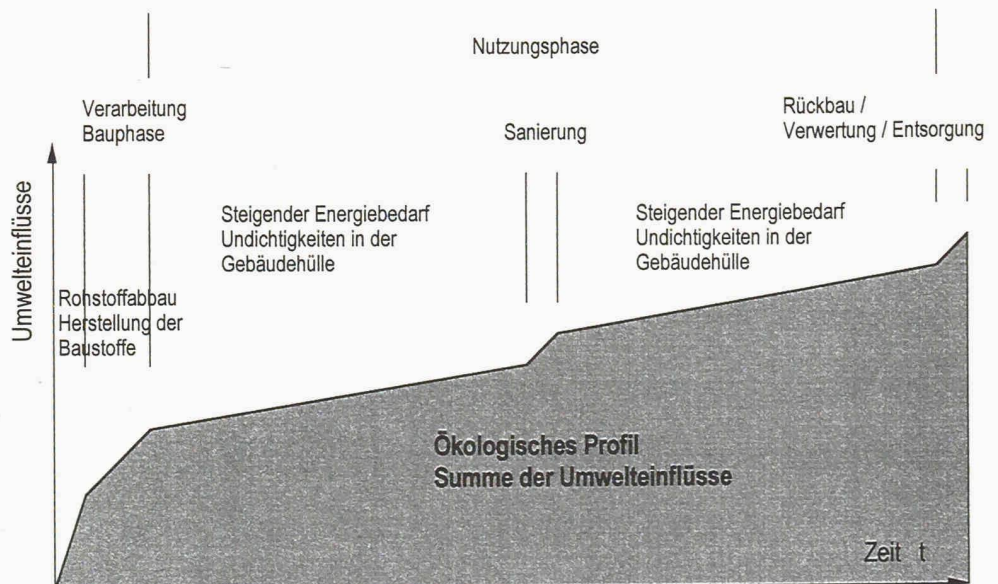 Nutzungsphase
Verarbeitung
Bauphase
Sanierung
Rückbau /
Verwertung / Entsorgung
Umwelteinflüsse
Steigender Energiebedarf
Undichtigkeiten in der
Gebäudehülle
Steigender Energiebedarf
Undichtigkeiten in der
Gebäudehülle
Rohstoffabbau
Herstellung der
Baustoffe
Ökologisches Profil
Summe der Umwelteinflüsse
Zeit t